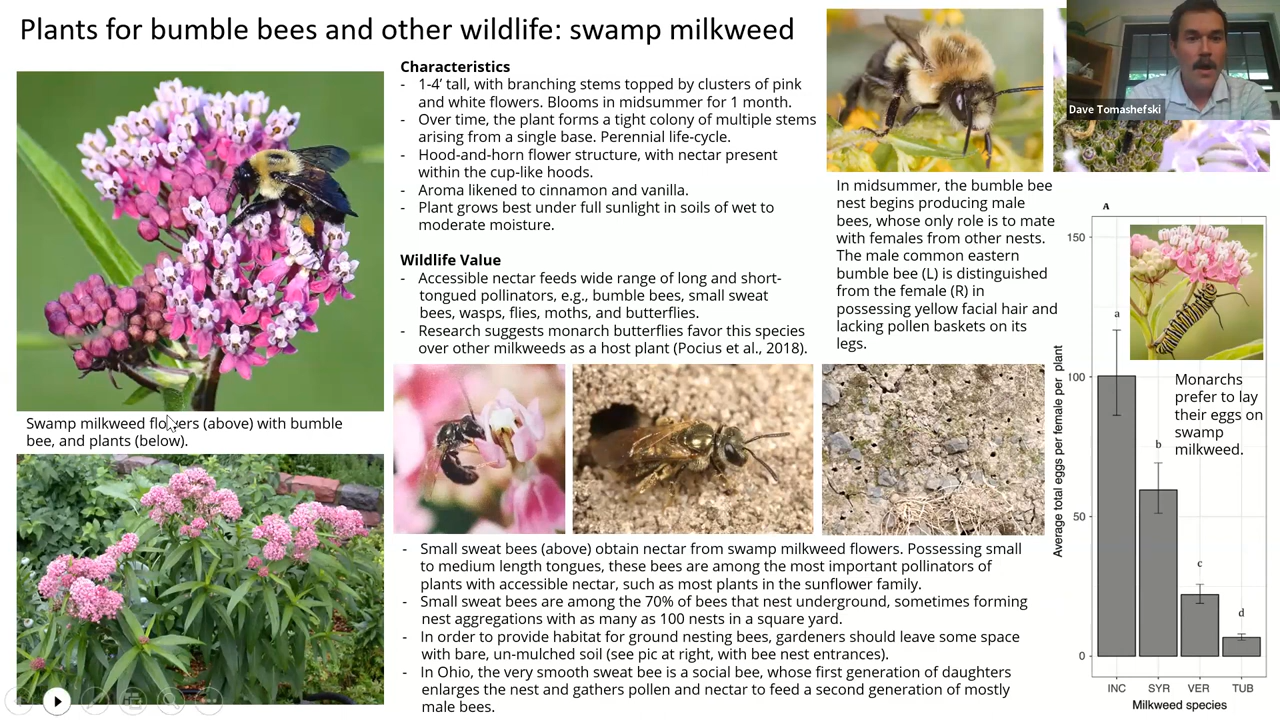 Plants for bumble bees and other wildlife: swamp milkweed
Dave Tomashefski
Characteristics
- 1-4’ tall, with branching stems topped by clusters of pink
and white flowers. Blooms in midsummer for 1 month.
- Over time, the plant forms a tight colony of multiple stems
arising from a single base. Perennial life-cycle.
- Hood-and-horn flower structure, with nectar present
within the cup-like hoods.
- Aroma likened to cinnamon and vanilla.
- Plant grows best under full sunlight in soils of wet to
moderate moisture.
Wildlife Value
- Accessible nectar feeds wide range of long and short-
tongued pollinators, e.g., bumble bees, small sweat
bees, wasps, flies, moths, and butterflies.
- Research suggests monarch butterflies favor this species
over other milkweeds as a host plant (Pocius et al., 2018).
In midsummer, the bumble bee
nest begins producing male
bees, whose only role is to mate
with females from other nests.
The male common eastern
bumble bee (L) is distinguished
from the female (R) in
possessing yellow facial hair and
lacking pollen baskets on its
legs.
Swamp milkweed flowers (above) with bumble
bee, and plants (below).
- Small sweat bees (above) obtain nectar from swamp milkweed flowers. Possessing small
to medium length tongues, these bees are among the most important pollinators of
plants with accessible nectar, such as most plants in the sunflower family.
- Small sweat bees are among the 70% of bees that nest underground, sometimes forming
nest aggregations with as many as 100 nests in a square yard.
- In order to provide habitat for ground nesting bees, gardeners should leave some space
with bare, un-mulched soil (see pic at right, with bee nest entrances).
- In Ohio, the very smooth sweat bee is a social bee, whose first generation of daughters
enlarges the nest and gathers pollen and nectar to feed a second generation of mostly
male bees.
A
150
100
50
0
Average total eggs per female per plant
a
b
c
d
Monarchs
prefer to lay
their eggs on
swamp
milkweed.
INC SYR VER TUB
Milkweed species